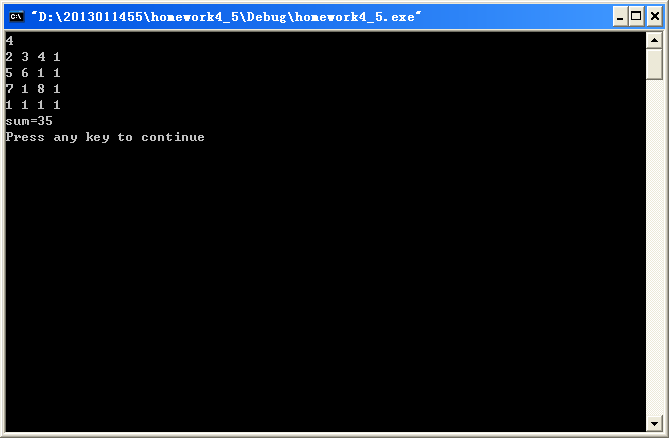 "D:\2013011455\homework4_5\Debug\homework4_5.exe"
4
2 3 4 1
5 6 1 1
7 1 8 1
1 1 1 1
sum=35
Press any key to continue